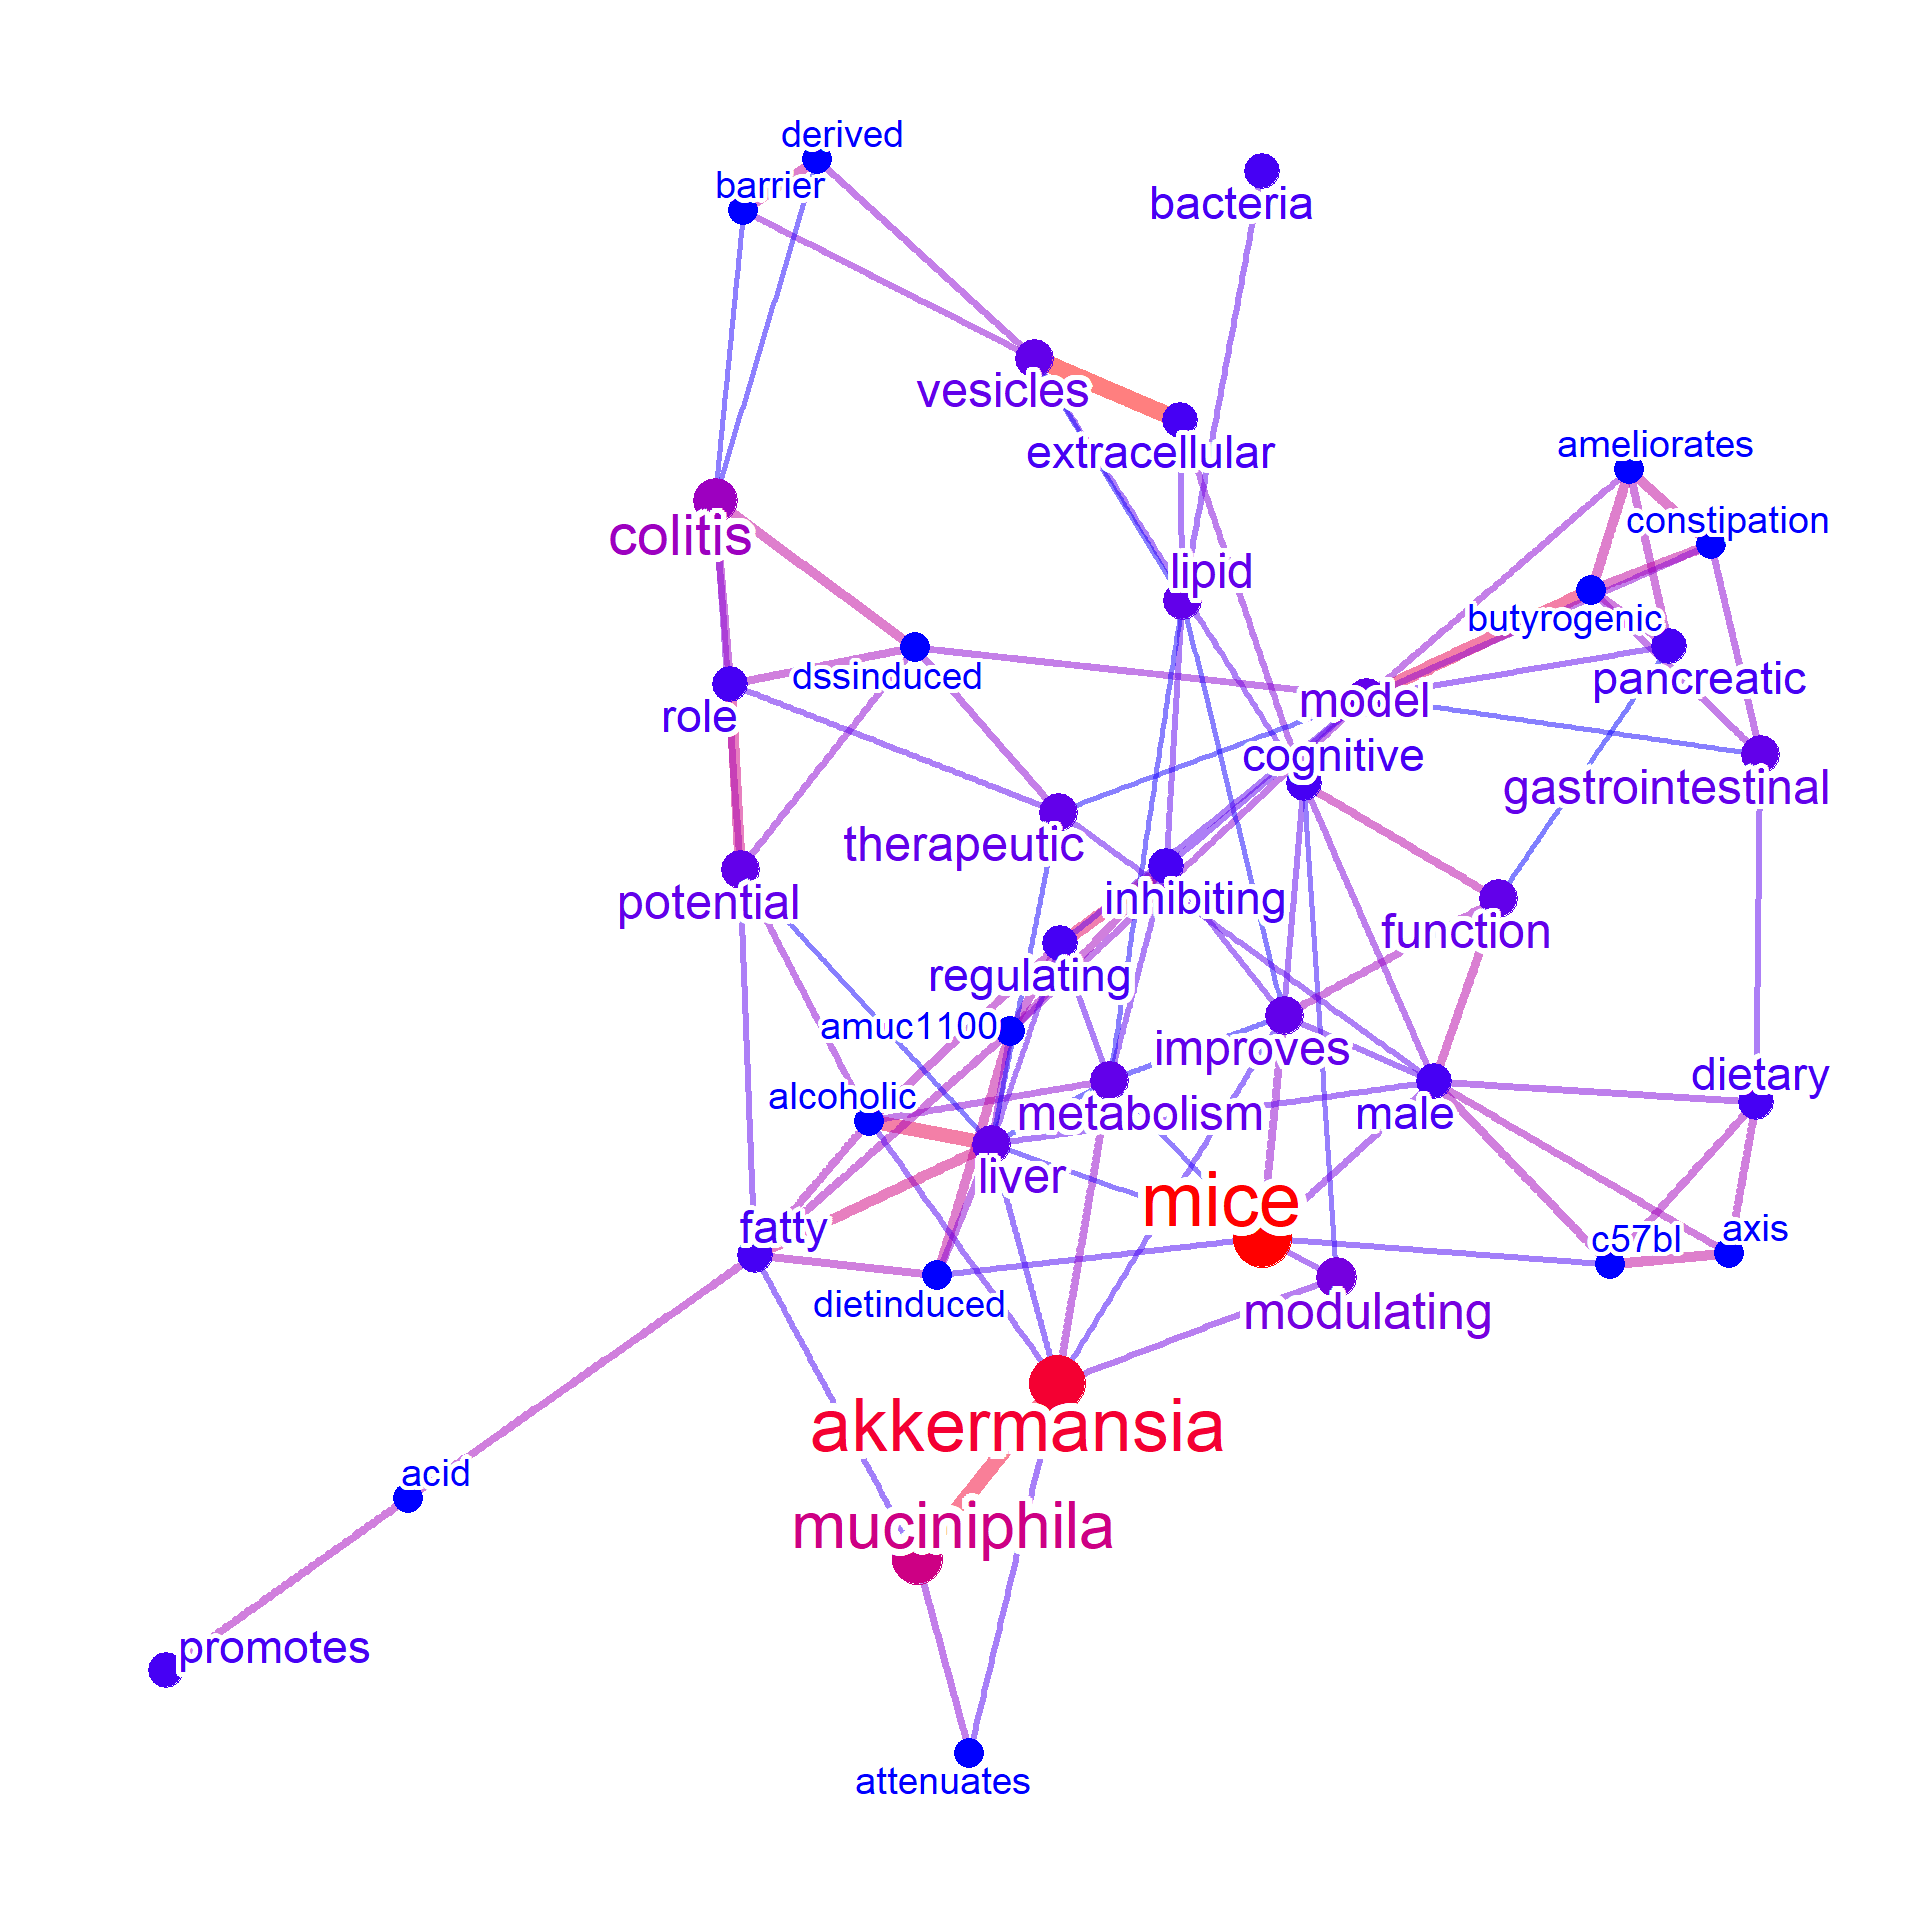 derived
barrier
bacteria
vesicles
extracellular
ameliorates
constipation
colitis
lipid
butyrogenic
dssinduced
pancreatic
role
model
cognitive
gastrointestinal
therapeutic
potential
inhibiting
function
regulating
amuc1100
improves
alcoholic
metabolism
male
dietary
liver
mice
fatty
c57bl
axis
dietinduced
modulating
akkermansia
acid
muciniphila
promotes
attenuates